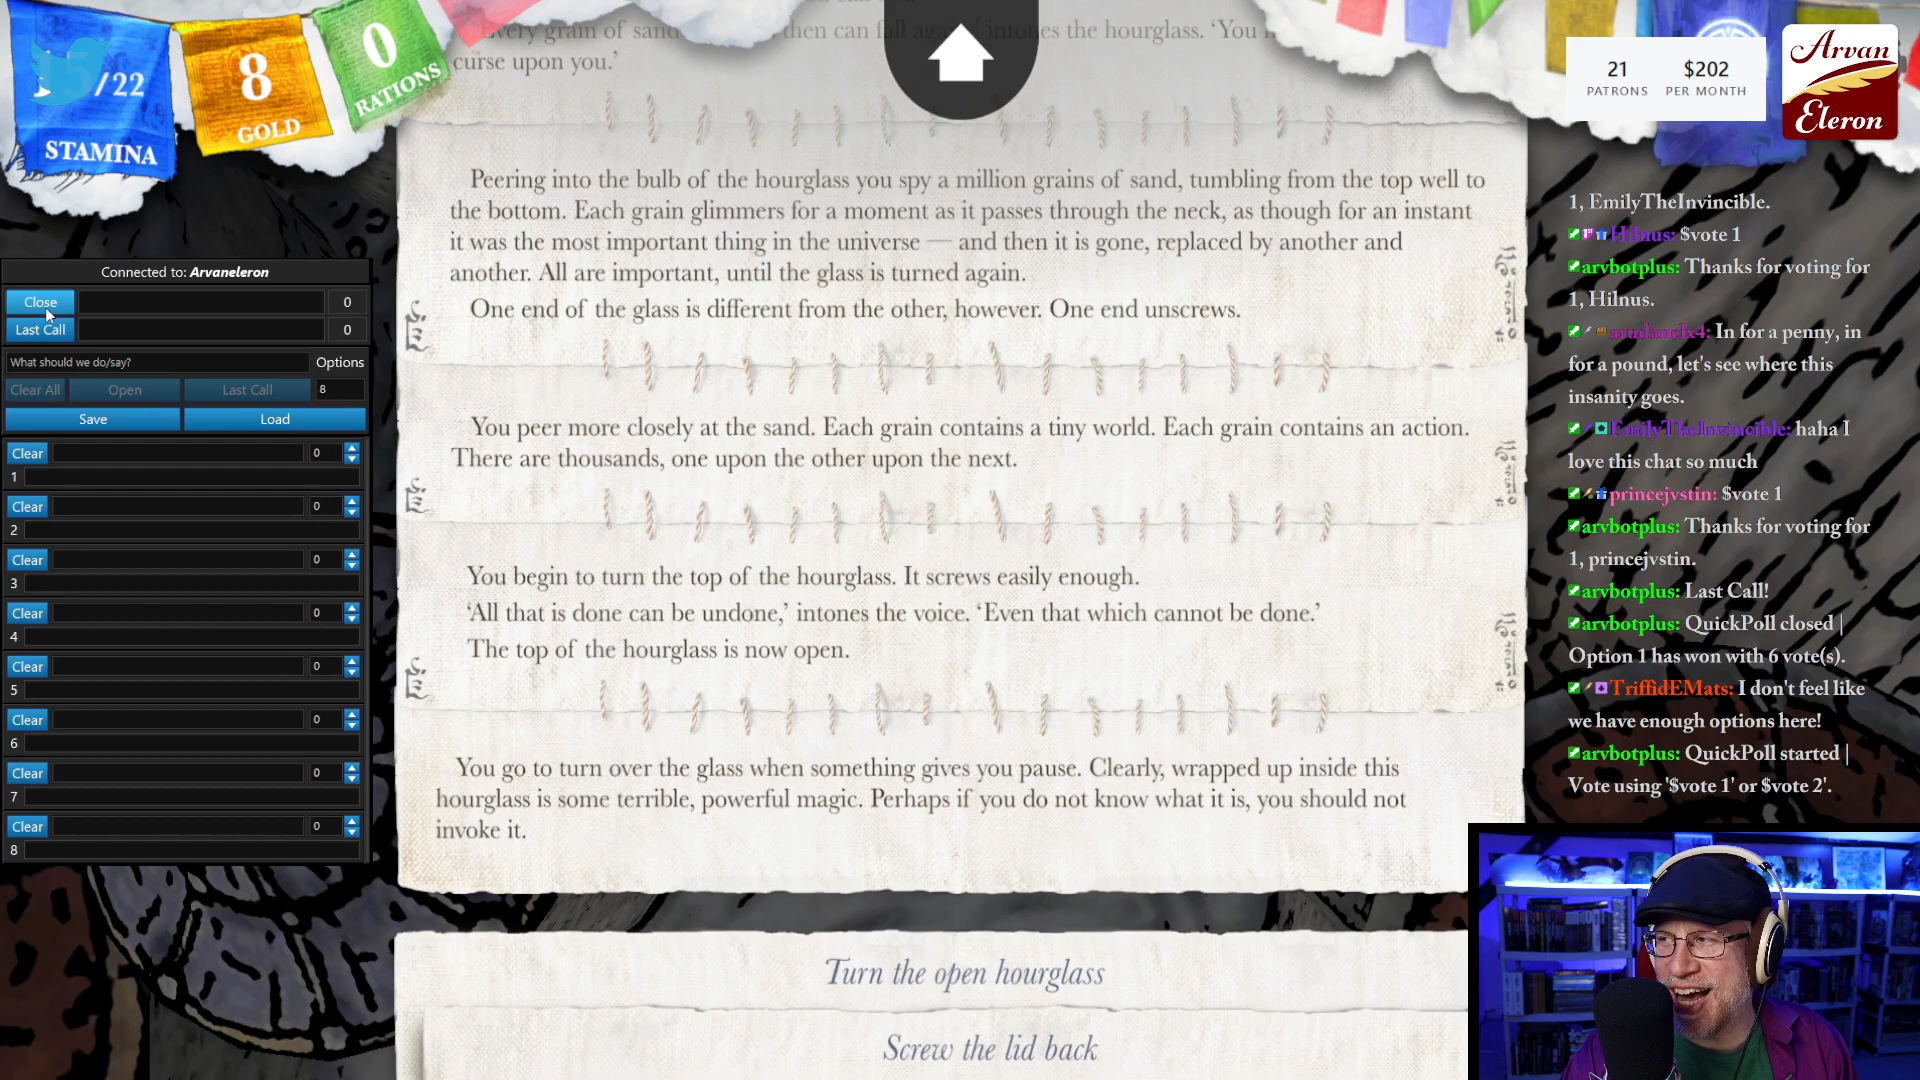 /22
STAMINA
8
GOLD
0
RATIONS
Connected to: Arvaneleron
Close
0
Last Call
0
What should we do/say?
Options
Clear All
Open
Last Call
8
Save
Load
Clear
0
1
Clear
0
2
Clear
0
3
Clear
0
4
Clear
0
5
Clear
0
6
Clear
0
7
Clear
0
8
grain of sand then can fall again intones the hourglass. ‘You
curse upon you.’
Peering into the bulb of the hourglass you spy a million grains of sand, tumbling from the top well to
the bottom. Each grain glimmers for a moment as it passes through the neck, as though for an instant
it was the most important thing in the universe — and then it is gone, replaced by another and
another. All are important, until the glass is turned again.
One end of the glass is different from the other, however. One end unscrews.
You peer more closely at the sand. Each grain contains a tiny world. Each grain contains an action.
There are thousands, one upon the other upon the next.
You begin to turn the top of the hourglass. It screws easily enough.
‘All that is done can be undone,’ intones the voice. ‘Even that which cannot be done.’
The top of the hourglass is now open.
You go to turn over the glass when something gives you pause. Clearly, wrapped up inside this
hourglass is some terrible, powerful magic. Perhaps if you do not know what it is, you should not
invoke it.
Turn the open hourglass
Screw the lid back
21
PATRONS
$202
PER MONTH
Arvan
Eleron
1, EmilyTheInvincible.
Hilnus: $vote 1
arvbotplus: Thanks for voting for
1, Hilnus.
In for a penny, in
for a pound, let's see where this
insanity goes.
EmilyTheInvincible: haha I
love this chat so much
princejvstin: $vote 1
arvbotplus: Thanks for voting for
1, princejvstin.
arvbotplus: Last Call!
arvbotplus: QuickPoll closed |
Option 1 has won with 6 vote(s).
TriffidEMats: I don't feel like
we have enough options here!
arvbotplus: QuickPoll started |
Vote using '$vote 1' or $vote 2'.